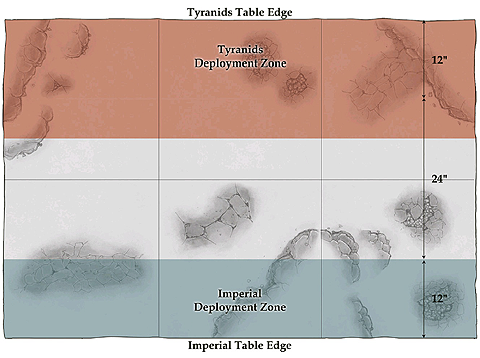 Tyranids Table Edge
Tyranids
Deployment Zone
12"
24"
Imperial
Deployment Zone
12"
Imperial Table Edge